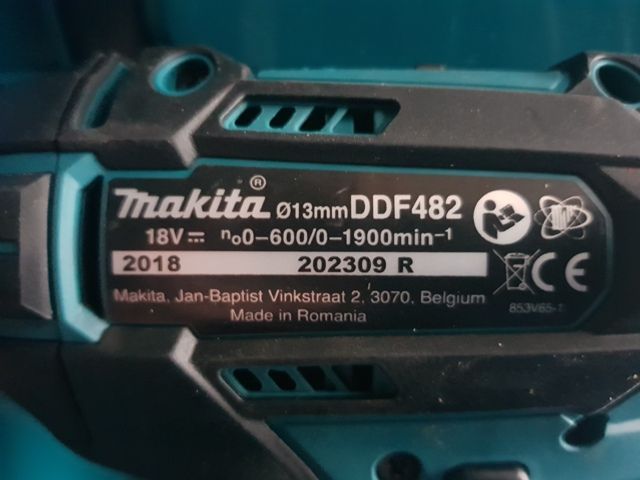 makita® Ø13mm DDF482
18V⎓ n₀0-600/0-1900min⁻¹
2018 202309 R
Makita, Jan-Baptist Vinkstraat 2, 3070, Belgium
Made in Romania
CE
853V65-1